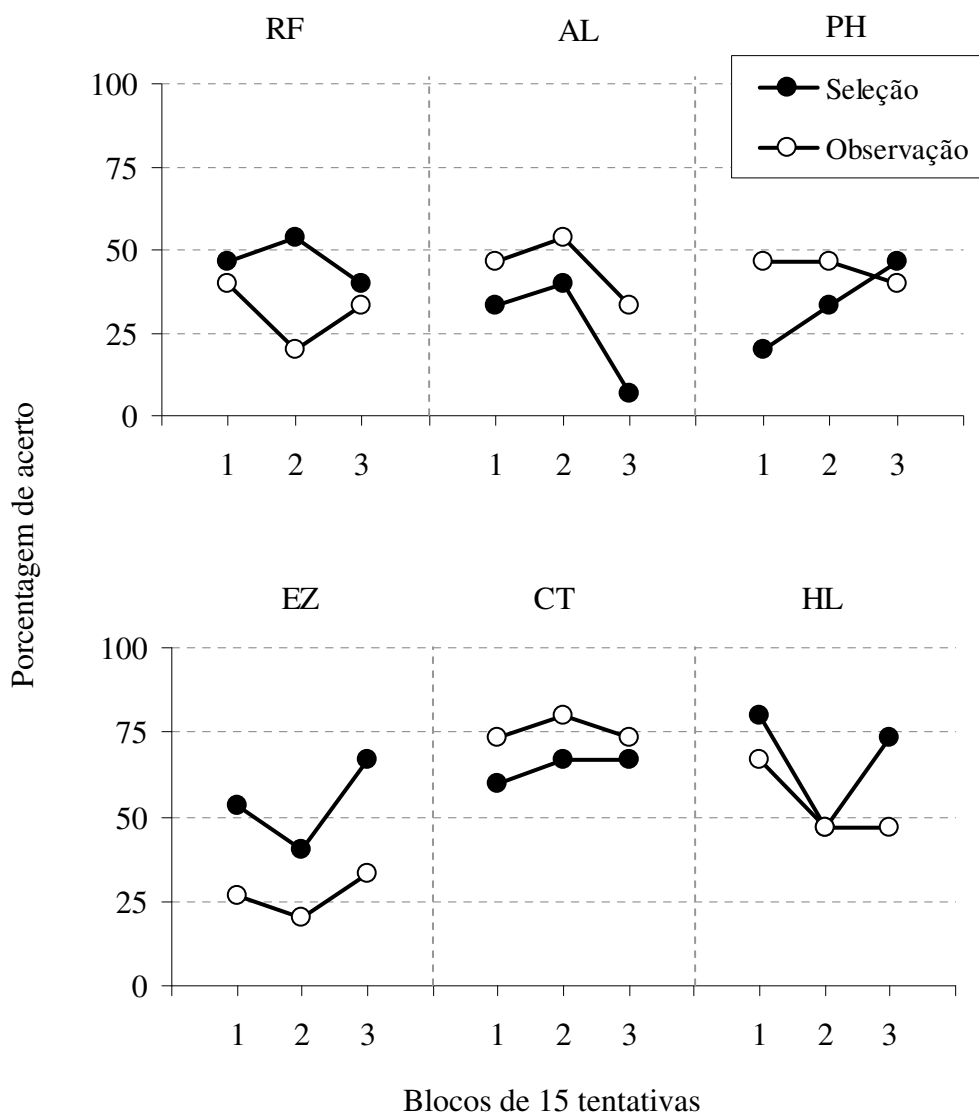 RF AL PH
Seleção
Observação
100
75
50
25
0
1 2 3 1 2 3 1 2 3
Porcentagem de acerto
EZ CT HL
100
75
50
25
0
1 2 3 1 2 3 1 2 3
Blocos de 15 tentativas